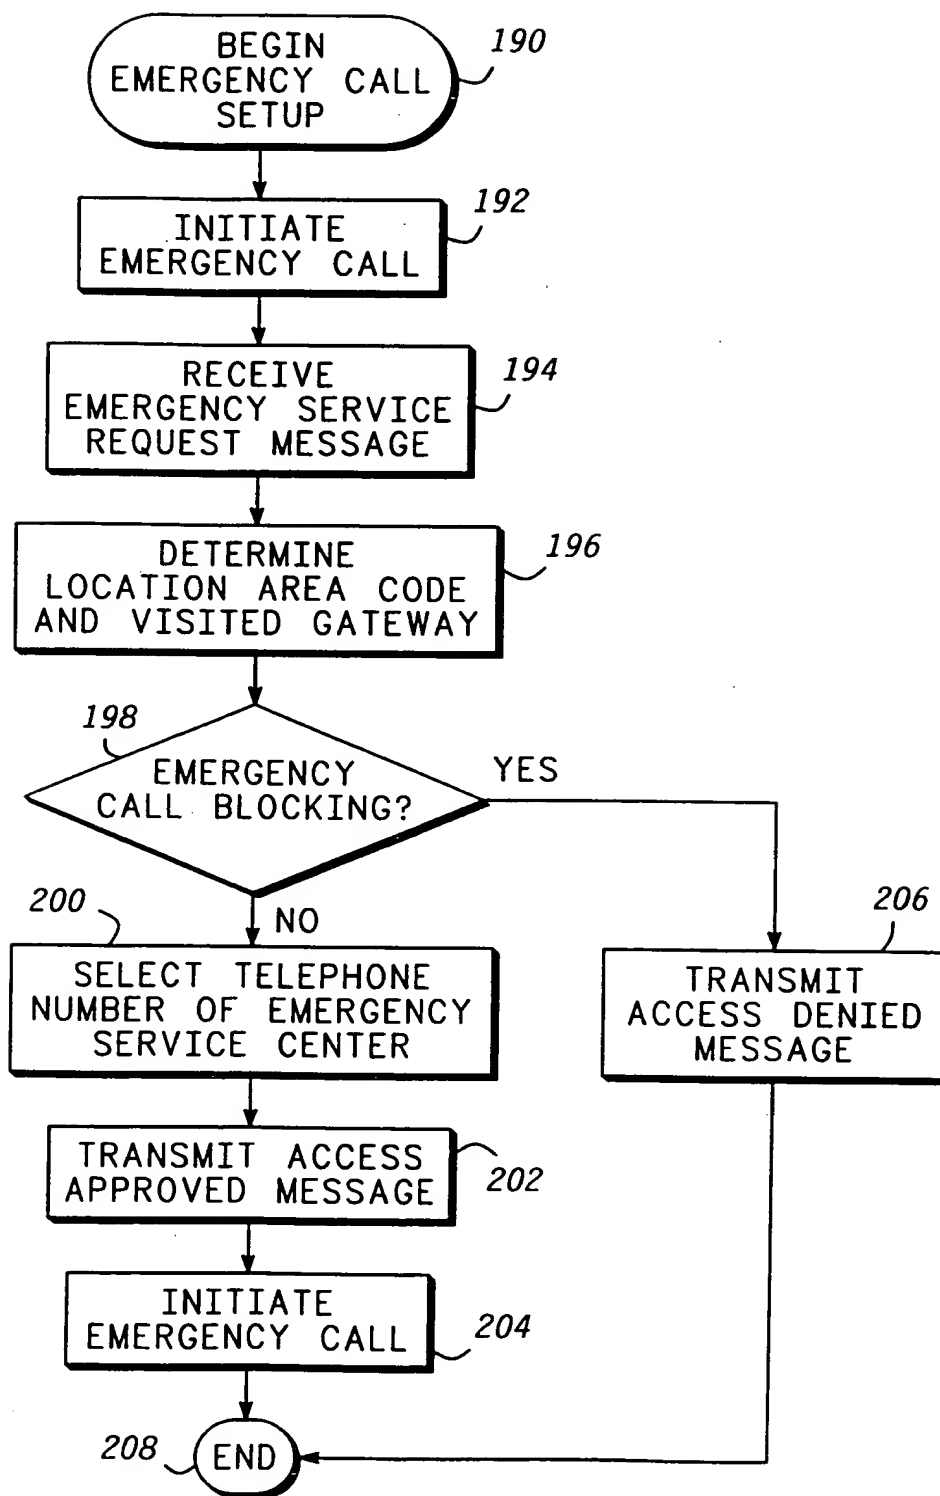 BEGIN
EMERGENCY CALL
SETUP
190
INITIATE
EMERGENCY CALL
192
RECEIVE
EMERGENCY SERVICE
REQUEST MESSAGE
194
DETERMINE
LOCATION AREA CODE
AND VISITED GATEWAY
196
198
EMERGENCY
CALL BLOCKING?
YES
NO
200
SELECT TELEPHONE
NUMBER OF EMERGENCY
SERVICE CENTER
206
TRANSMIT
ACCESS DENIED
MESSAGE
TRANSMIT ACCESS
APPROVED MESSAGE
202
INITIATE
EMERGENCY CALL
204
208
END